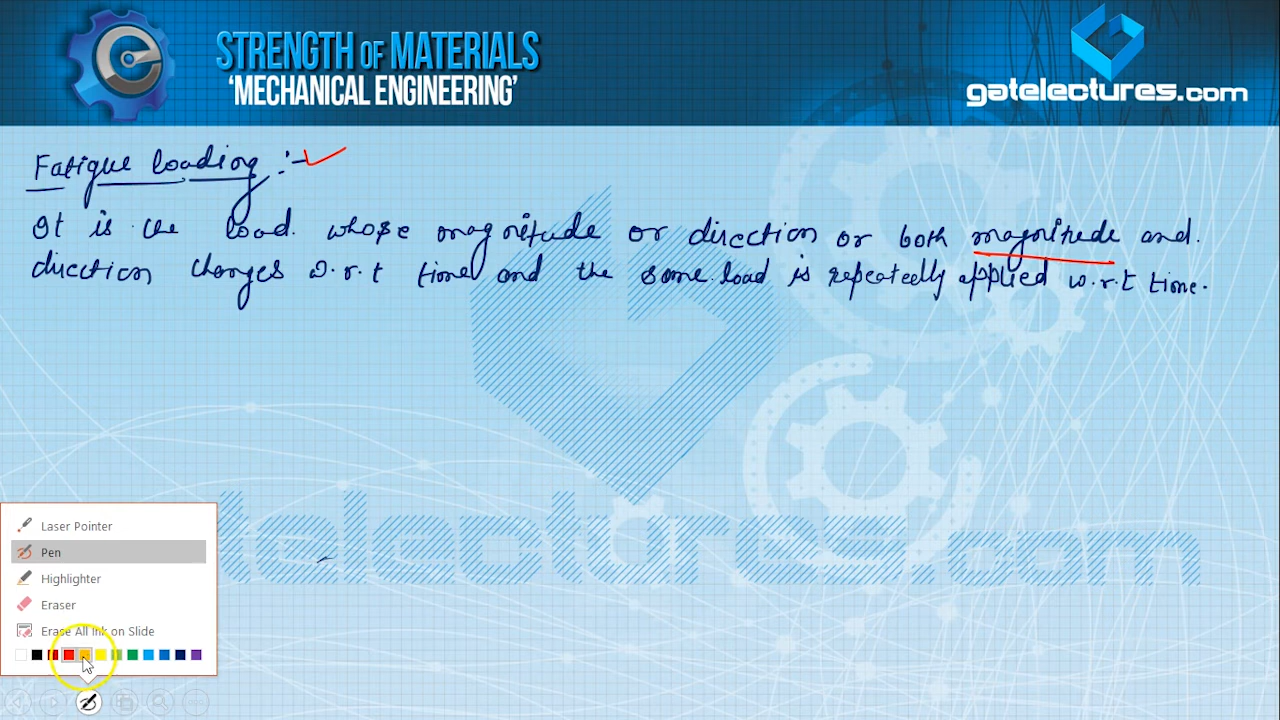 STRENGTH OF MATERIALS
'MECHANICAL ENGINEERING'
gatelectures.com
Fatigue loading :-
It is the load whose magnitude or direction or both magnitude and
direction changes w.r.t time and the same load is repeatedly applied w.r.t time.
telectures.com
Laser Pointer
Pen
Highlighter
Eraser
Erase All Ink on Slide